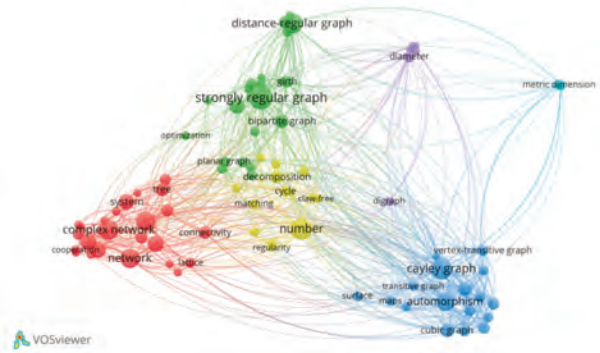 distance-regular graph
diameter
girth
metric dimension
strongly regular graph
bipartite graph
optimization
planar graph
decomposition
tree
cycle
claw-free
system
matching
digraph
complex network
connectivity
number
cooperation
regularity
vertex-transitive graph
network
lattice
cayley graph
transitive graph
surface
maps
automorphism
cubic graph
VOSviewer